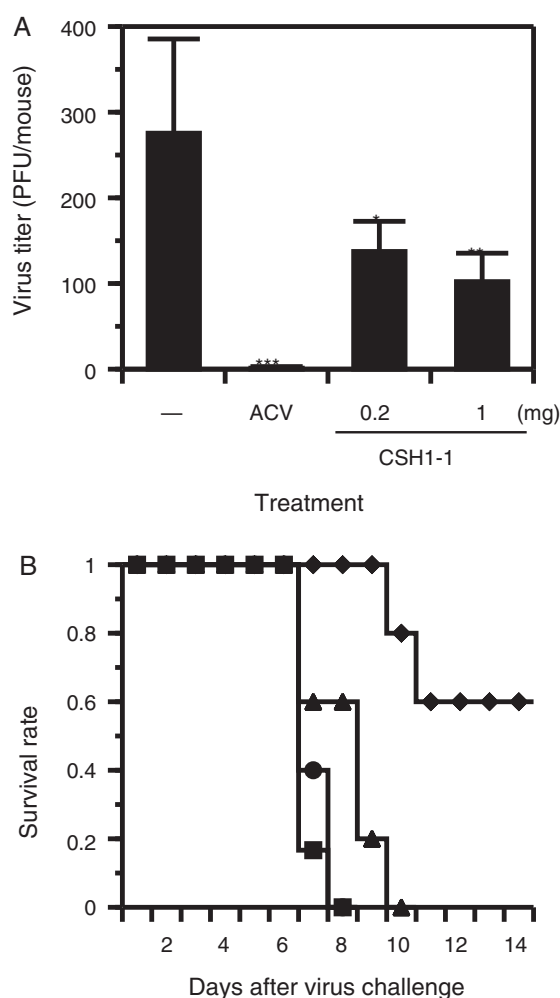 A
Virus titer (PFU/mouse)
400
300
200
100
0
***
*
**
— ACV 0.2 1 (mg)
CSH1-1
Treatment
B
Survival rate
1
0.8
0.6
0.4
0.2
0
2 4 6 8 10 12 14
Days after virus challenge